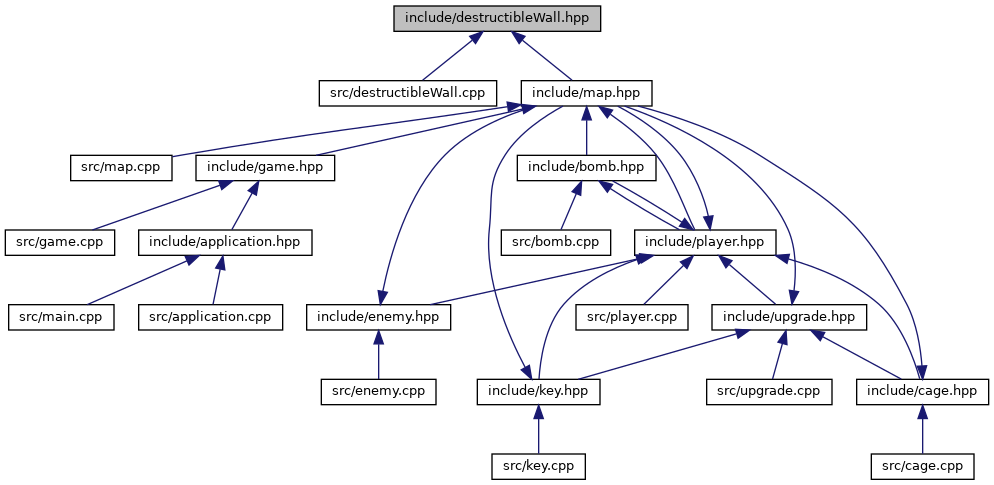 include/destructibleWall.hpp
src/destructibleWall.cpp
include/map.hpp
src/map.cpp
include/game.hpp
include/bomb.hpp
src/game.cpp
include/application.hpp
src/bomb.cpp
include/player.hpp
src/main.cpp
src/application.cpp
include/enemy.hpp
src/player.cpp
include/upgrade.hpp
src/enemy.cpp
include/key.hpp
src/upgrade.cpp
include/cage.hpp
src/key.cpp
src/cage.cpp